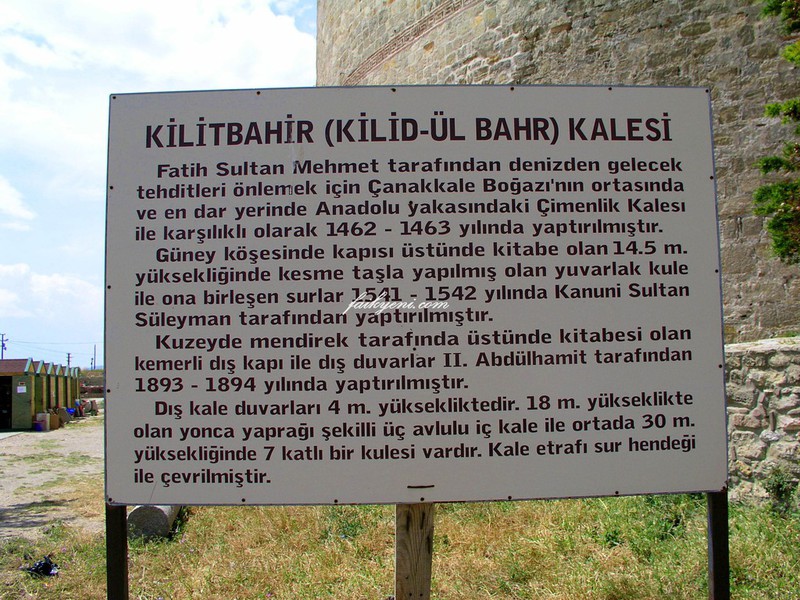 KİLİTBAHİR (KİLİD-ÜL BAHR) KALESİ
Fatih Sultan Mehmet tarafından denizden gelecek
tehditleri önlemek için Çanakkale Boğazı'nın ortasında
ve en dar yerinde Anadolu yakasındaki Çimenlik Kalesı
ile karşılıklı olarak 1462 - 1463 yılında yaptırılmıştır.
Güney köşesinde kapısı üstünde kitabe olan 14.5 m.
yüksekliğinde kesme taşla yapılmış olan yuvarlak kule
ile ona birleşen surlar 1541 - 1542 yılında Kanuni Sultan
Süleyman tarafından yaptırılmıştır.
Kuzeyde mendirek tarafında üstünde kitabesi olan
kemerli dış kapı ile dış duvarlar II. Abdülhamit tarafından
1893 - 1894 yılında yaptırılmıştır.
Dış kale duvarları 4 m. yüksekliktedir. 18 m. yükseklikte
olan yonca yaprağı şekilli üç avlulu iç kale ile ortada 30 m.
yüksekliğinde 7 katlı bir kulesi vardır. Kale etrafı sur hendeği
ile çevrilmiştir.
faikyeni.com